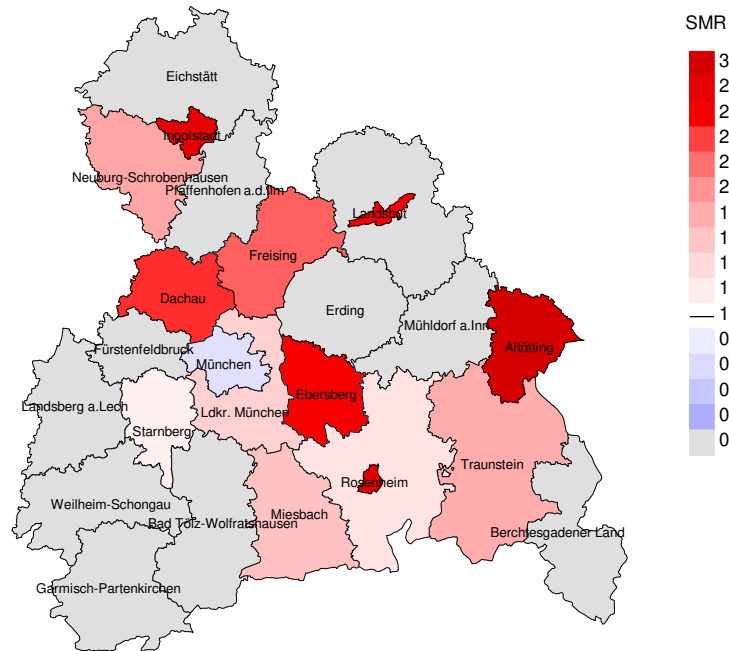 SMR
3
2
2
2
2
2
1
1
1
1
1
0
0
0
0
0
Eichstätt
Ingolstadt
Neuburg-Schrobenhausen
Pfaffenhofen a.d.Ilm
Landshut
Freising
Dachau
Erding
Mühldorf a.Inn
Altötting
Fürstenfeldbruck
München
Ebersberg
Landsberg a.Lech
Ldkr. München
Starnberg
Traunstein
Rosenheim
Weilheim-Schongau
Miesbach
Bad Tölz-Wolfratshausen
Berchtesgadener Land
Garmisch-Partenkirchen